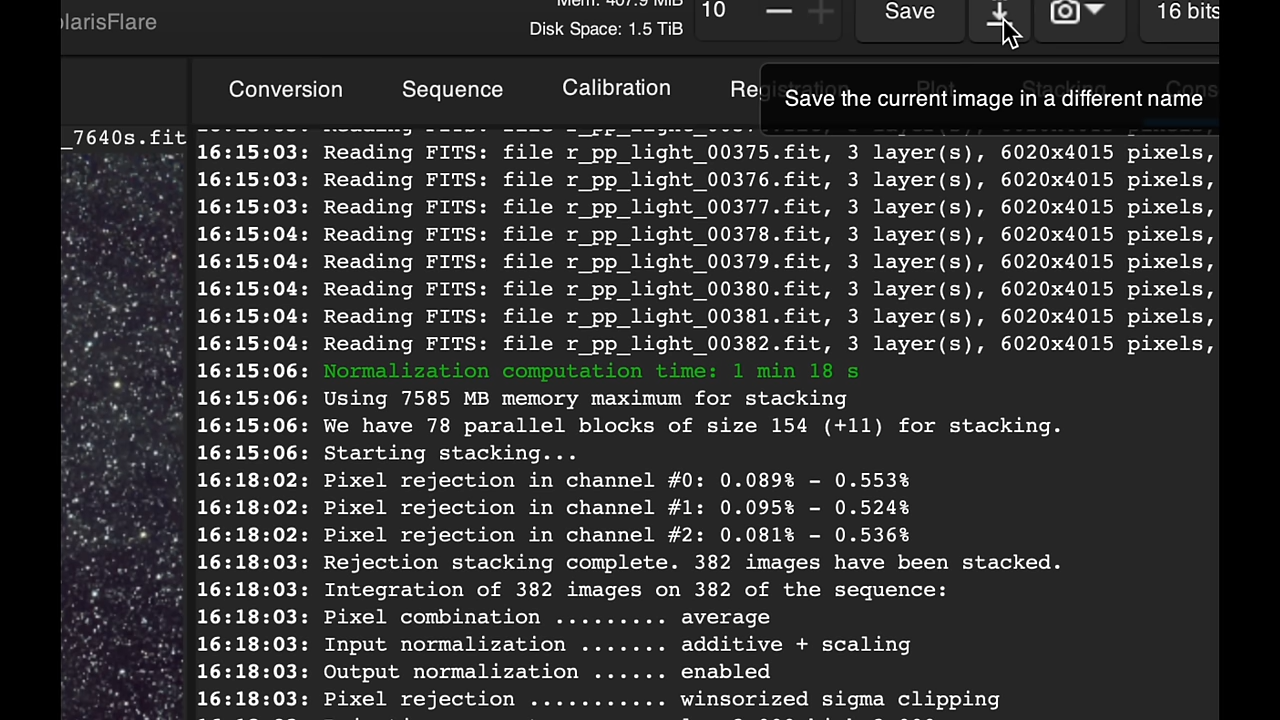 olarisFlare
Mem: 407.9 MiB
Disk Space: 1.5 TiB
10
Save
16 bits
Conversion
Sequence
Calibration
Registration
Plot
Stacking
Cons
Save the current image in a different name
_7640s.fit
16:15:03: Reading FITS: file r_pp_light_00375.fit, 3 layer(s), 6020x4015 pixels,
16:15:03: Reading FITS: file r_pp_light_00376.fit, 3 layer(s), 6020x4015 pixels,
16:15:03: Reading FITS: file r_pp_light_00377.fit, 3 layer(s), 6020x4015 pixels,
16:15:04: Reading FITS: file r_pp_light_00378.fit, 3 layer(s), 6020x4015 pixels,
16:15:04: Reading FITS: file r_pp_light_00379.fit, 3 layer(s), 6020x4015 pixels,
16:15:04: Reading FITS: file r_pp_light_00380.fit, 3 layer(s), 6020x4015 pixels,
16:15:04: Reading FITS: file r_pp_light_00381.fit, 3 layer(s), 6020x4015 pixels,
16:15:04: Reading FITS: file r_pp_light_00382.fit, 3 layer(s), 6020x4015 pixels,
16:15:06: Normalization computation time: 1 min 18 s
16:15:06: Using 7585 MB memory maximum for stacking
16:15:06: We have 78 parallel blocks of size 154 (+11) for stacking.
16:15:06: Starting stacking...
16:18:02: Pixel rejection in channel #0: 0.089% - 0.553%
16:18:02: Pixel rejection in channel #1: 0.095% - 0.524%
16:18:02: Pixel rejection in channel #2: 0.081% - 0.536%
16:18:03: Rejection stacking complete. 382 images have been stacked.
16:18:03: Integration of 382 images on 382 of the sequence:
16:18:03: Pixel combination ......... average
16:18:03: Input normalization ....... additive + scaling
16:18:03: Output normalization ...... enabled
16:18:03: Pixel rejection ........... winsorized sigma clipping